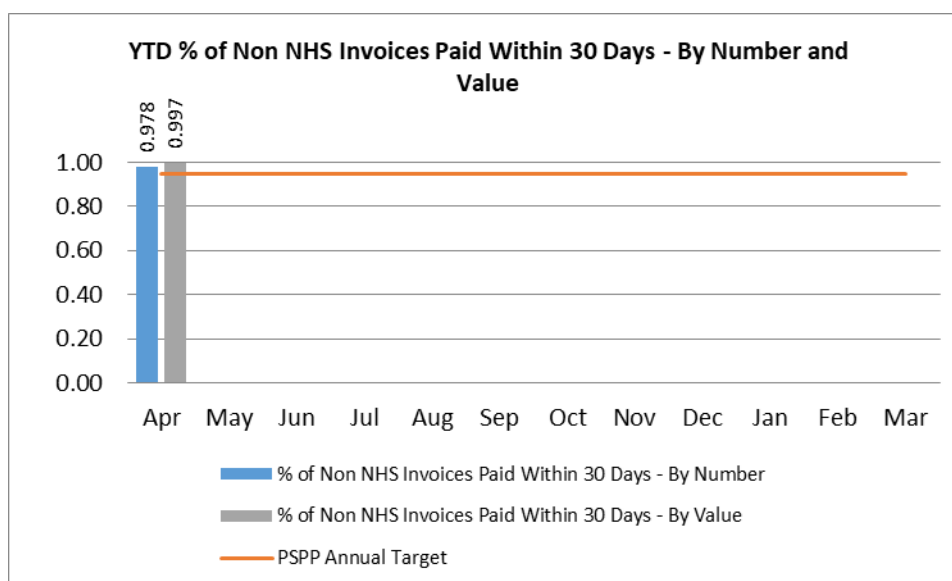 YTD % of Non NHS Invoices Paid Within 30 Days - By Number and
Value
0.978
0.997
1.00
0.80
0.60
0.40
0.20
0.00
Apr May Jun Jul Aug Sep Oct Nov Dec Jan Feb Mar
% of Non NHS Invoices Paid Within 30 Days - By Number
% of Non NHS Invoices Paid Within 30 Days - By Value
PSPP Annual Target